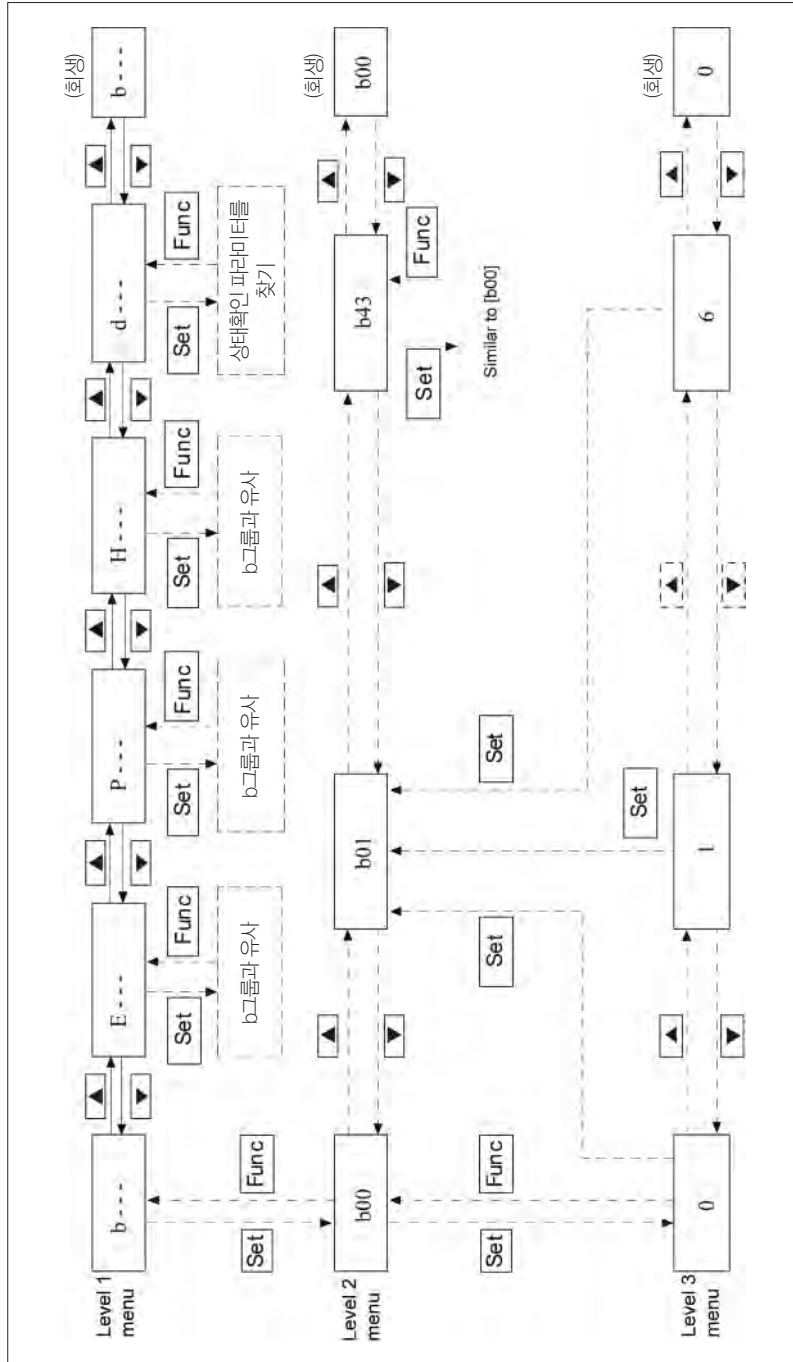 Level 1
menu
b - - - -
▲
▼
E - - - -
▲
▼
P - - - -
▲
▼
H - - - -
▲
▼
d - - - -
▲
▼
b - - - -
(회생)
Set
Func
Set
Func
b그룹과 유사
Set
Func
b그룹과 유사
Set
Func
b그룹과 유사
Set
Func
상태확인 파라미터를
찾기
Level 2
menu
b00
▲
▼
b01
▲
▼
b43
▲
▼
b00
(회생)
Set
Func
Similar to [b00]
Set
Func
Set
Set
Set
Level 3
menu
0
▲
▼
1
▲
▼
6
▲
▼
0
(회생)